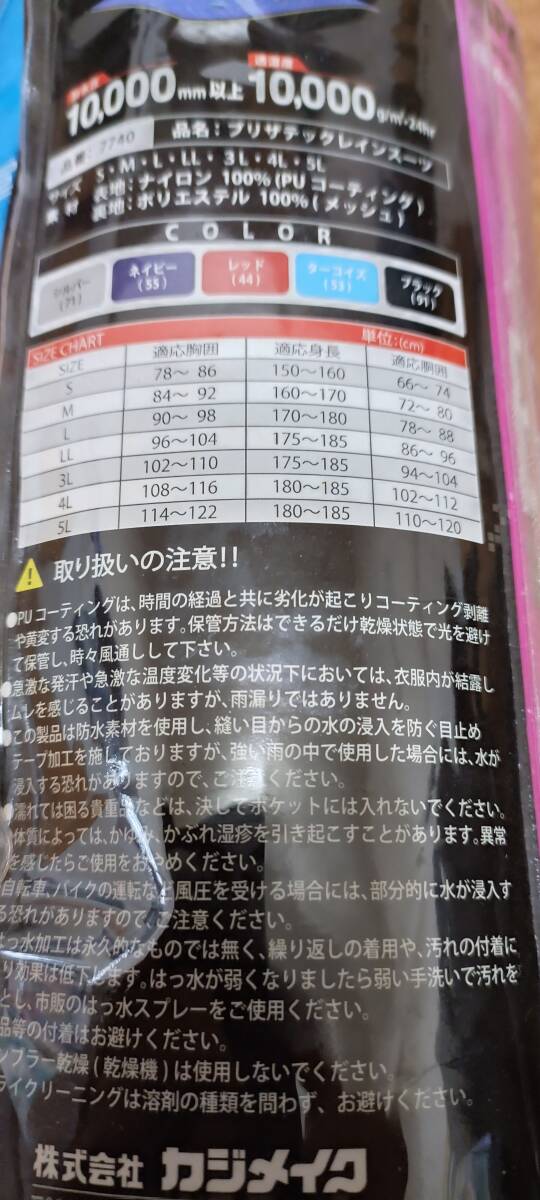 耐水圧 透湿度
10,000mm以上 10,000g/㎡・24hr
品番：7740 品名：ブリザテックレインスーツ
サイズ S・M・L・LL・3L・4L・5L
素材 表地：ナイロン 100%(PUコーティング)
裏地：ポリエステル 100%(メッシュ)
COLOR
シルバー(71) ネイビー(55) レッド(44) ターコイズ(53) ブラック(91)
SIZE CHART 単位:(cm)
SIZE 適応胸囲 適応身長 適応胴囲
S 78〜86 150〜160 66〜74
M 84〜92 160〜170 72〜80
L 90〜98 170〜180 78〜88
LL 96〜104 175〜185 86〜96
3L 102〜110 175〜185 94〜104
4L 108〜116 180〜185 102〜112
5L 114〜122 180〜185 110〜120
取り扱いの注意!!
●PUコーティングは、時間の経過と共に劣化が起こりコーティング剥離
や黄変する恐れがあります。保管方法はできるだけ乾燥状態で光を避け
て保管し、時々風通しして下さい。
●急激な発汗や急激な温度変化等の状況下においては、衣服内が結露し
ムレを感じることがありますが、雨漏りではありません。
●この製品は防水素材を使用し、縫い目からの水の浸入を防ぐ目止め
テープ加工を施しておりますが、強い雨の中で使用した場合には、水が
浸入する恐れがありますので、ご注意ください。
●濡れては困る貴重品などは、決してポケットには入れないでください。
体質によっては、かゆみ、かぶれ湿疹を引き起こすことがあります。異常
を感じたらご使用をおやめください。
自転車、バイクの運転など風圧を受ける場合には、部分的に水が浸入す
る恐れがありますので、ご注意ください。
はっ水加工は永久的なものでは無く、繰り返しの着用や、汚れの付着に
り効果は低下します。はっ水が弱くなりましたら弱い手洗いで汚れを
とし、市販のはっ水スプレーをご使用ください。
品等の付着はお避けください。
ンブラー乾燥(乾燥機)は使用しないでください。
ライクリーニングは溶剤の種類を問わず、お避けください。
株式会社 カジメイク